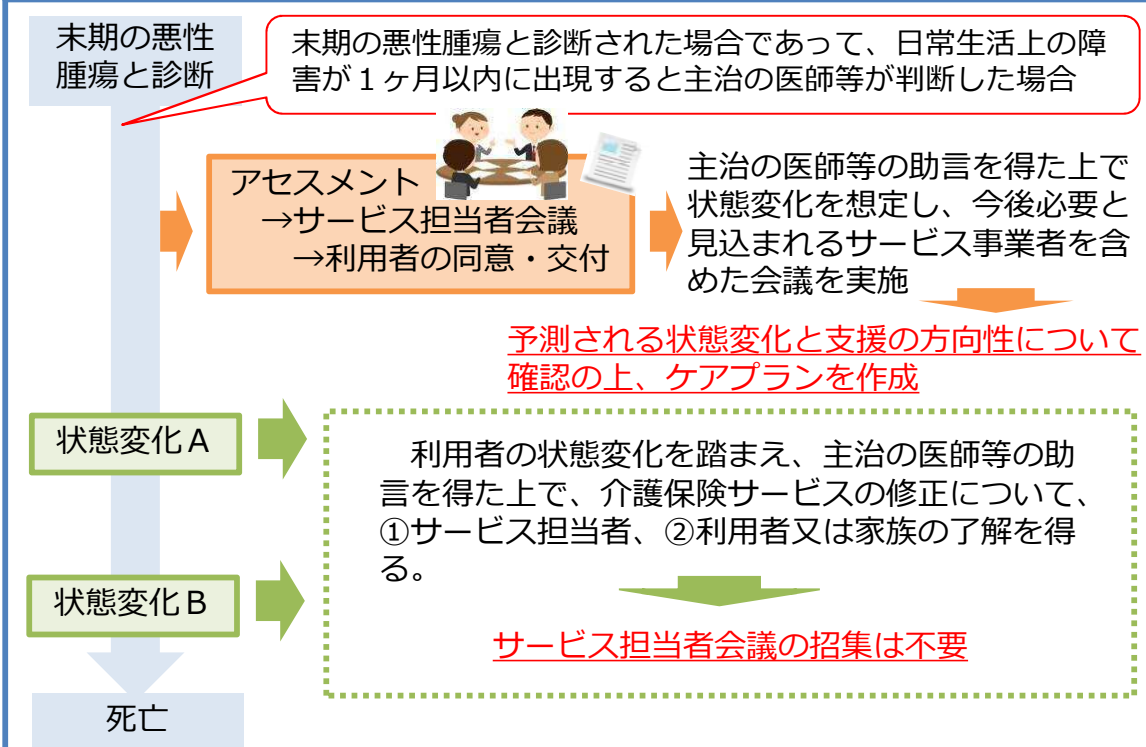 末期の悪性
腫瘍と診断
末期の悪性腫瘍と診断された場合であって、日常生活上の障
害が１ヶ月以内に出現すると主治の医師等が判断した場合
アセスメント
→サービス担当者会議
→利用者の同意・交付
主治の医師等の助言を得た上で
状態変化を想定し、今後必要と
見込まれるサービス事業者を含
めた会議を実施
予測される状態変化と支援の方向性について
確認の上、ケアプランを作成
状態変化Ａ
利用者の状態変化を踏まえ、主治の医師等の助
言を得た上で、介護保険サービスの修正について、
①サービス担当者、②利用者又は家族の了解を得
る。
状態変化Ｂ
サービス担当者会議の招集は不要
死亡